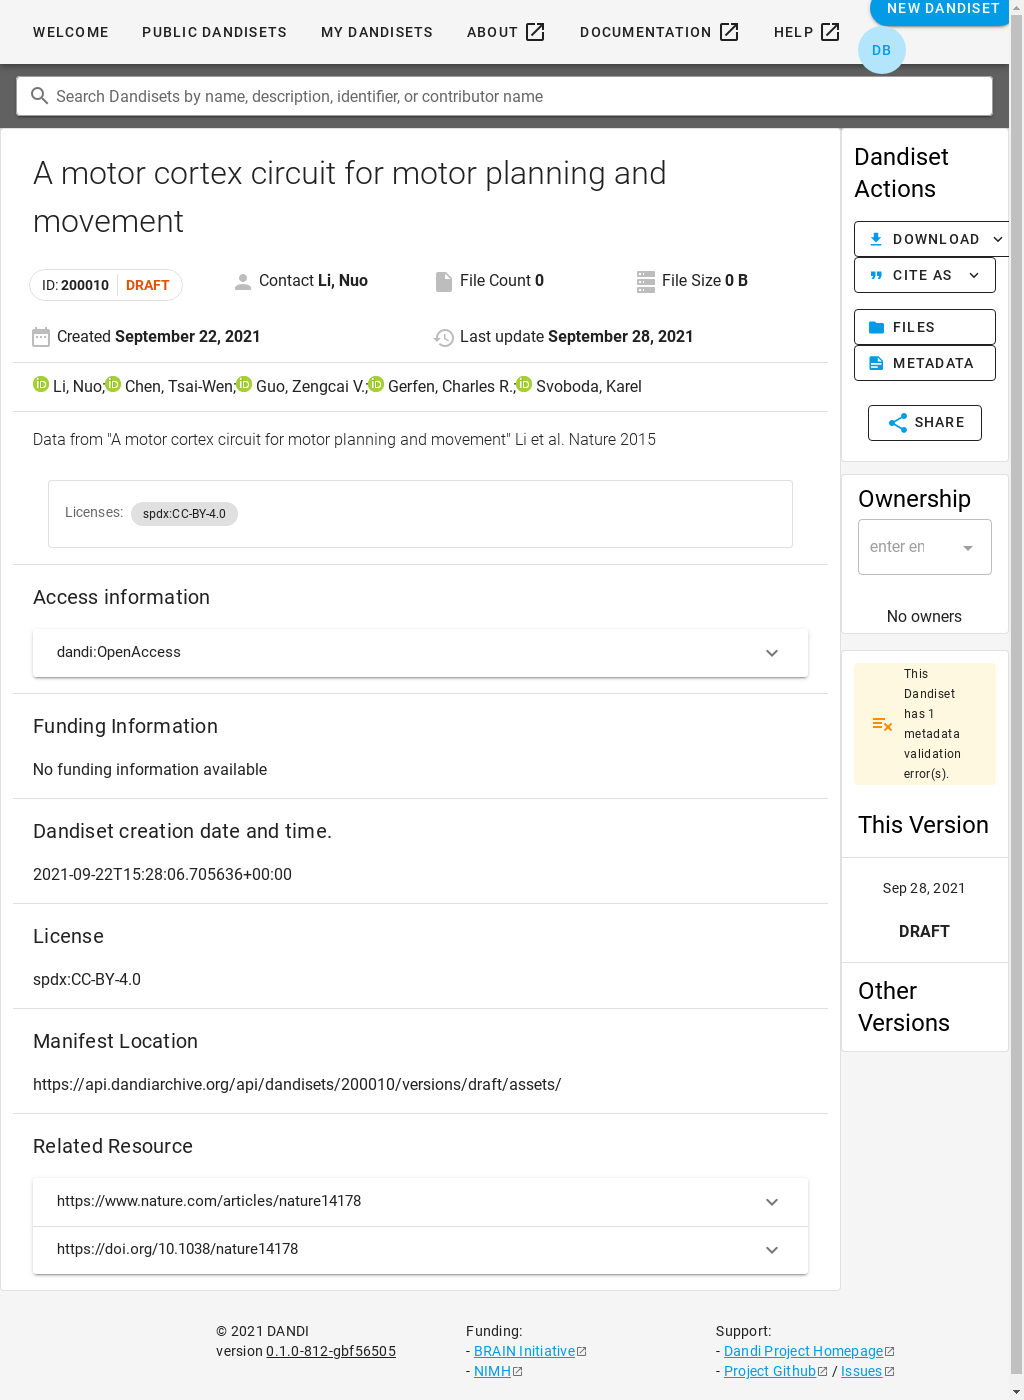 WELCOME PUBLIC DANDISETS MY DANDISETS ABOUT DOCUMENTATION HELP NEW DANDISET
DB
Search Dandisets by name, description, identifier, or contributor name
A motor cortex circuit for motor planning and
movement
ID: 200010 DRAFT Contact Li, Nuo File Count 0 File Size 0 B
Created September 22, 2021 Last update September 28, 2021
Li, Nuo; Chen, Tsai-Wen; Guo, Zengcai V.; Gerfen, Charles R.; Svoboda, Karel
Data from "A motor cortex circuit for motor planning and movement" Li et al. Nature 2015
Licenses: spdx:CC-BY-4.0
Access information
dandi:OpenAccess
Funding Information
No funding information available
Dandiset creation date and time.
2021-09-22T15:28:06.705636+00:00
License
spdx:CC-BY-4.0
Manifest Location
https://api.dandiarchive.org/api/dandisets/200010/versions/draft/assets/
Related Resource
https://www.nature.com/articles/nature14178
https://doi.org/10.1038/nature14178
Dandiset
Actions
DOWNLOAD
CITE AS
FILES
METADATA
SHARE
Ownership
enter en
No owners
This
Dandiset
has 1
metadata
validation
error(s).
This Version
Sep 28, 2021
DRAFT
Other
Versions
© 2021 DANDI
version 0.1.0-812-gbf56505
Funding:
- BRAIN Initiative
- NIMH
Support:
- Dandi Project Homepage
- Project Github / Issues